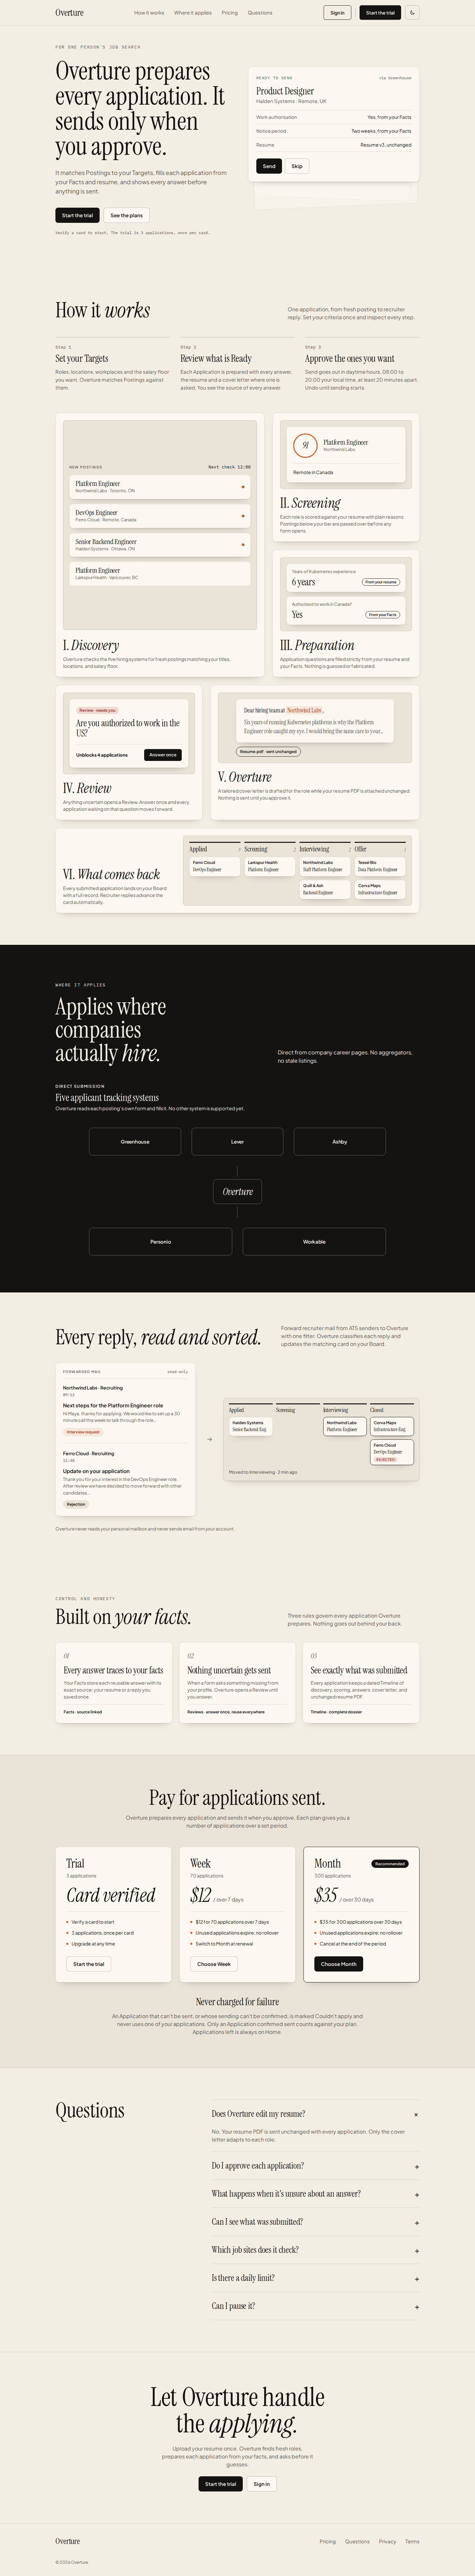 Overture
How it works
Where it applies
Pricing
Questions
Sign in
Start the trial
FOR ONE PERSON'S JOB SEARCH
Overture prepares
every application. It
sends only when
you approve.
It matches Postings to your Targets, fills each application from
your Facts and resume, and shows every answer before
anything is sent.
Start the trial
See the plans
Verify a card to start. The trial is 3 applications, once per card.
READY TO SEND
via Greenhouse
Product Designer
Halden Systems · Remote, UK
Work authorisation
Yes, from your Facts
Notice period
Two weeks, from your Facts
Resume
Resume v3, unchanged
Send
Skip
How it works
One application, from fresh posting to recruiter
reply. Set your criteria once and inspect every step.
Step 1
Set your Targets
Roles, locations, workplaces and the salary floor
you want. Overture matches Postings against
them.
Step 2
Review what is Ready
Each Application is prepared with every answer,
the resume and a cover letter where one is
asked. You see the source of every answer.
Step 3
Approve the ones you want
Send goes out in daytime hours, 08:00 to
20:00 your local time, at least 20 minutes apart.
Undo until sending starts.
NEW POSTINGS
Next check 12:00
Platform Engineer
Northwind Labs · Toronto, ON
DevOps Engineer
Ferro Cloud · Remote, Canada
Senior Backend Engineer
Halden Systems · Ottawa, ON
Platform Engineer
Larkspur Health · Vancouver, BC
I. Discovery
Overture checks the five hiring systems for fresh postings matching your titles,
locations, and salary floor.
91
Platform Engineer
Northwind Labs
Remote in Canada
II. Screening
Each role is scored against your resume with plain reasons.
Postings below your bar are passed over before any
form opens.
Years of Kubernetes experience
6 years
From your resume
Authorized to work in Canada?
Yes
From your Facts
III. Preparation
Application questions are filled strictly from your resume and
your Facts. Nothing is guessed or fabricated.
Review · needs you
Are you authorized to work in the
US?
Unblocks 4 applications
Answer once
IV. Review
Anything uncertain opens a Review. Answer once and every
application waiting on that question moves forward.
Dear hiring team at Northwind Labs,
Six years of running Kubernetes platforms is why the Platform
Engineer role caught my eye. I would bring the same care to your...
Resume.pdf · sent unchanged
V. Overture
A tailored cover letter is drafted for the role while your resume PDF is attached unchanged.
Nothing is sent until you approve it.
VI. What comes back
Every submitted application lands on your Board
with a full record. Recruiter replies advance the
card automatically.
Applied
Ferro Cloud
DevOps Engineer
Screening
Larkspur Health
Platform Engineer
Interviewing
Northwind Labs
Staff Platform Engineer
Quill & Ash
Backend Engineer
Offer
Tessel Bio
Data Platform Engineer
Corva Maps
Infrastructure Engineer
WHERE IT APPLIES
Applies where
companies
actually hire.
Direct from company career pages. No aggregators,
no stale listings.
DIRECT SUBMISSION
Five applicant tracking systems
Overture reads each posting's own form and fills it. No other system is supported yet.
Greenhouse
Lever
Ashby
Overture
Personio
Workable
Every reply, read and sorted.
Forward recruiter mail from ATS senders to Overture
with one filter. Overture classifies each reply and
updates the matching card on your Board.
FORWARDED MAIL
read-only
Northwind Labs · Recruiting
09:12
Next steps for the Platform Engineer role
Hi Maya, thanks for applying. We would like to set up a 30
minute call this week to talk through the role...
Interview request
Ferro Cloud · Recruiting
11:40
Update on your application
Thank you for your interest in the DevOps Engineer role.
After review we have decided to move forward with other
candidates...
Rejection
→
Applied
Halden Systems
Senior Backend Eng.
Screening
Interviewing
Northwind Labs
Platform Engineer
Closed
Corva Maps
Infrastructure Eng.
Ferro Cloud
DevOps Engineer
REJECTED
Moved to Interviewing · 2 min ago
Overture never reads your personal mailbox and never sends email from your account.
CONTROL AND HONESTY
Built on your facts.
Three rules govern every application Overture
prepares. Nothing goes out behind your back.
01
Every answer traces to your facts
Your Facts store each reusable answer with its
exact source: your resume or a reply you
saved once.
Facts · source linked
02
Nothing uncertain gets sent
When a form asks something missing from
your profile, Overture opens a Review until
you answer.
Reviews · answer once, reuse everywhere
03
See exactly what was submitted
Every application keeps a dated Timeline of
discovery, scoring, answers, cover letter, and
unchanged resume PDF.
Timeline · complete dossier
Pay for applications sent.
Overture prepares every application and sends it when you approve. Each plan gives you a
number of applications over a set period.
Trial
3 applications
Card verified
Verify a card to start
3 applications, once per card
Upgrade at any time
Start the trial
Week
70 applications
$12 / over 7 days
$12 for 70 applications over 7 days
Unused applications expire; no rollover
Switch to Month at renewal
Choose Week
Month
Recommended
300 applications
$35 / over 30 days
$35 for 300 applications over 30 days
Unused applications expire; no rollover
Cancel at the end of the period
Choose Month
Never charged for failure
An Application that can't be sent, or whose sending can't be confirmed, is marked Couldn't apply and
never uses one of your applications. Only an Application confirmed sent counts against your plan.
Applications left is always on Home.
Questions
Does Overture edit my resume?
No. Your resume PDF is sent unchanged with every application. Only the cover
letter adapts to each role.
Do I approve each application?
What happens when it's unsure about an answer?
Can I see what was submitted?
Which job sites does it check?
Is there a daily limit?
Can I pause it?
Let Overture handle
the applying.
Upload your resume once. Overture finds fresh roles,
prepares each application from your facts, and asks before it
guesses.
Start the trial
Sign in
Overture
Pricing
Questions
Privacy
Terms
© 2026 Overture